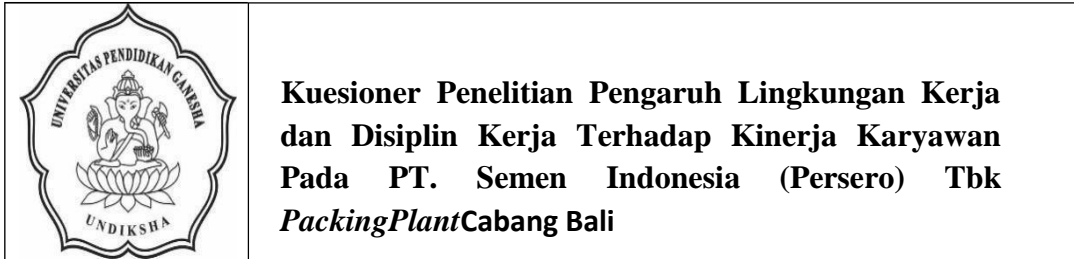 UNIVERSITAS PENDIDIKAN GANESHA
UNDIKSHA
Kuesioner Penelitian Pengaruh Lingkungan Kerja
dan Disiplin Kerja Terhadap Kinerja Karyawan
Pada PT. Semen Indonesia (Persero) Tbk
PackingPlantCabang Bali